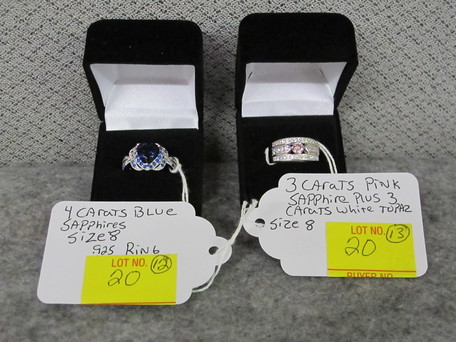 4 CARATS BLUE
SAPPHIRES
SIZE 8
925 RING
LOT NO. 12
20
3 CARATS PINK
SAPPHIRE PLUS 3
CARATS WHITE TOPAZ
SIZE 8
LOT NO. 13
20
BUYER NO.